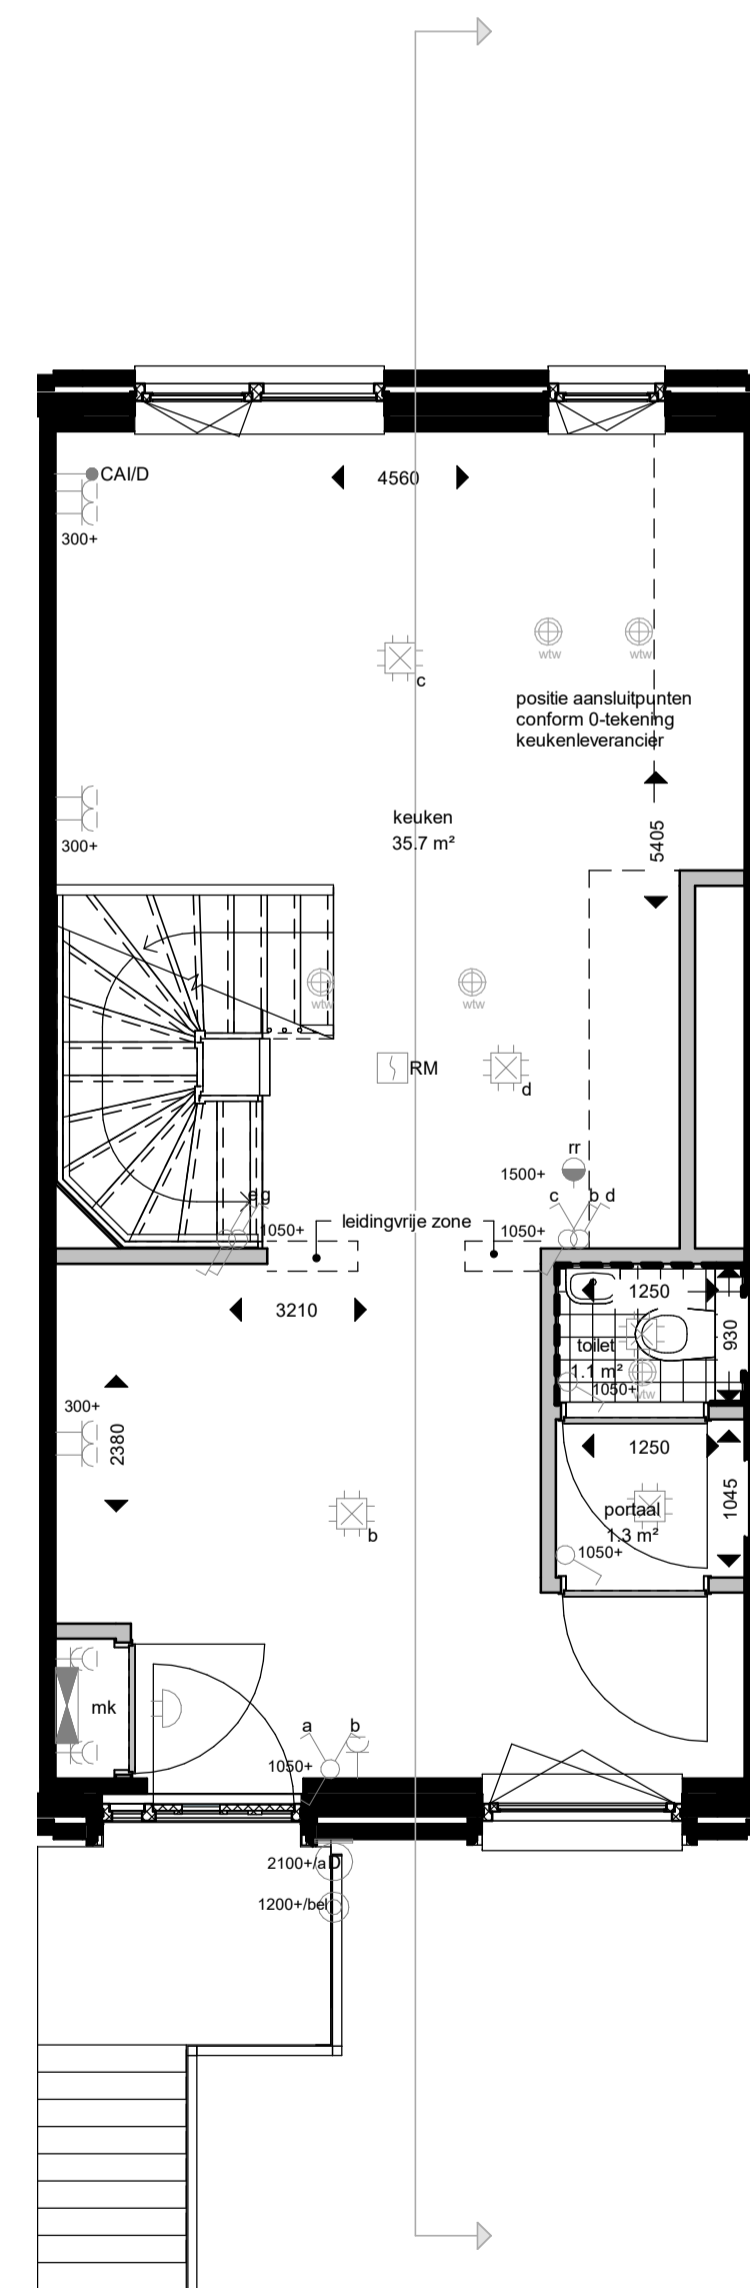 CAI/D
4560
300+
wtw
wtw
c
positie aansluitpunten
conform 0-tekening
keukenleverancier
keuken
35.7 m²
300+
5405
wtw
wtw
RM
d
rr
1500+
e g
c
b d
1050+
leidingvrije zone
1050+
3210
1250
930
toilet
1.1 m²
1050+
wtw
300+
2380
1250
1045
portaal
1.3 m²
1050+
b
mk
a
b
1050+
2100+/a D
1200+/bel